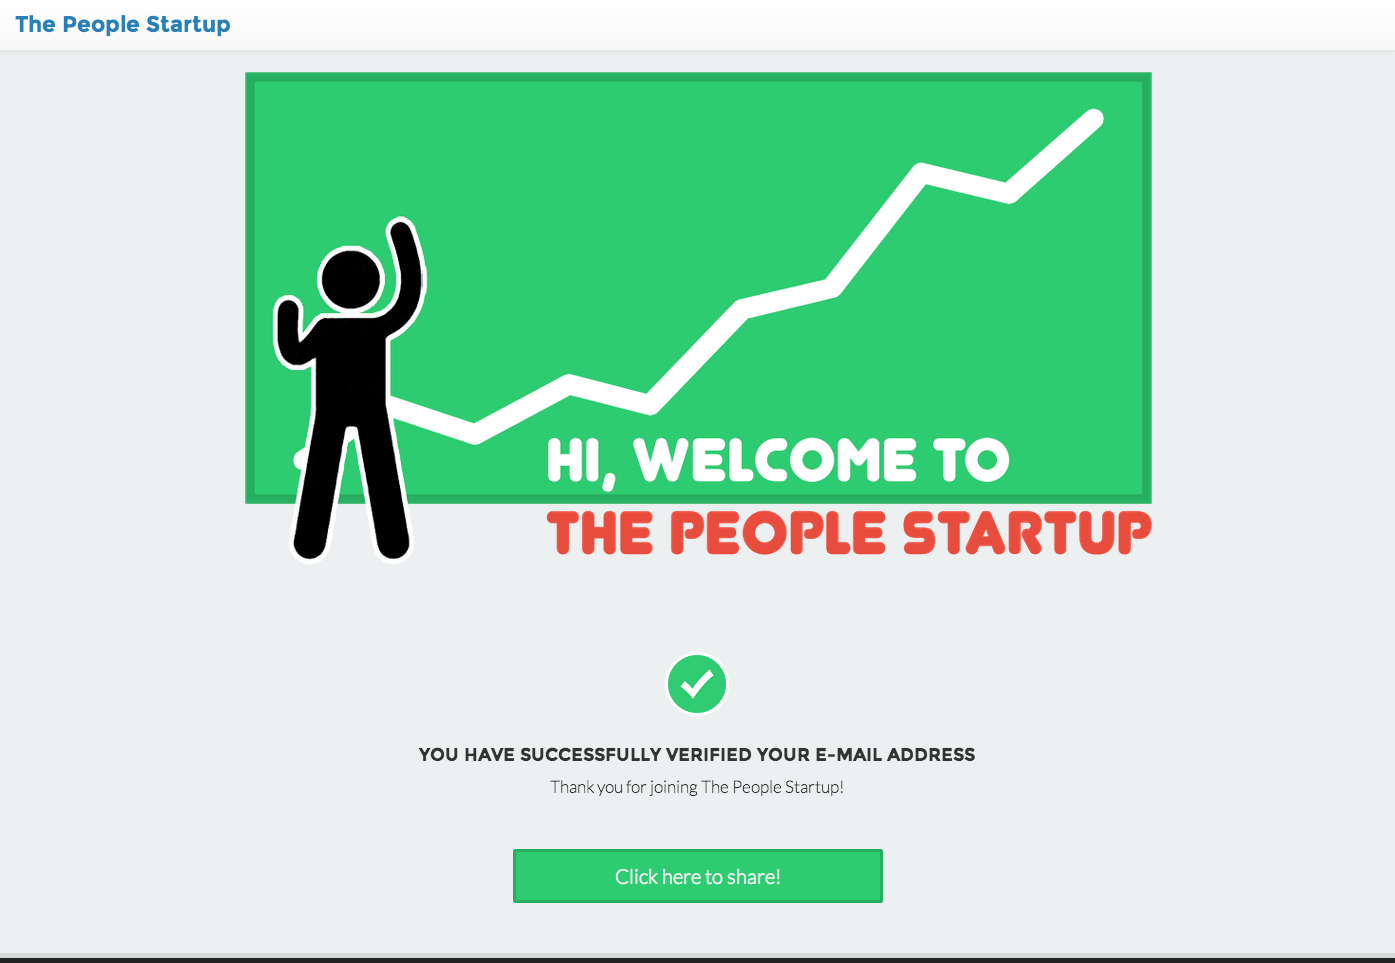 The People Startup
HI, WELCOME TO
THE PEOPLE STARTUP
YOU HAVE SUCCESSFULLY VERIFIED YOUR E-MAIL ADDRESS
Thank you for joining The People Startup!
Click here to share!